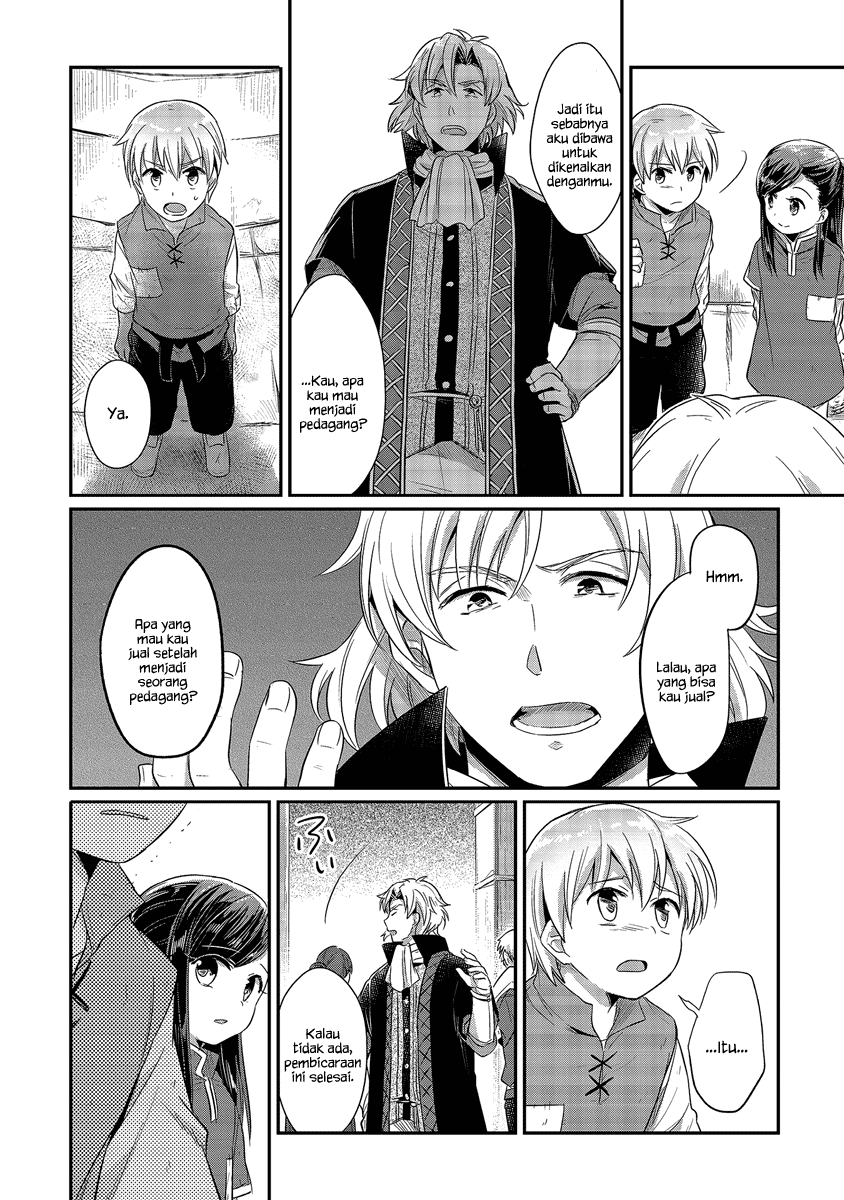 Jadi itu
sebabnya
aku dibawa
untuk
dikenalkan
denganmu.
...Kau, apa
kau mau
menjadi
pedagang?
Ya.
Hmm.
Lalau, apa
yang bisa
kau jual?
Apa yang
mau kau
jual setelah
menjadi
seorang
pedagang?
...Itu...
ふい
Kalau
tidak ada,
pembicaraan
ini selesai.